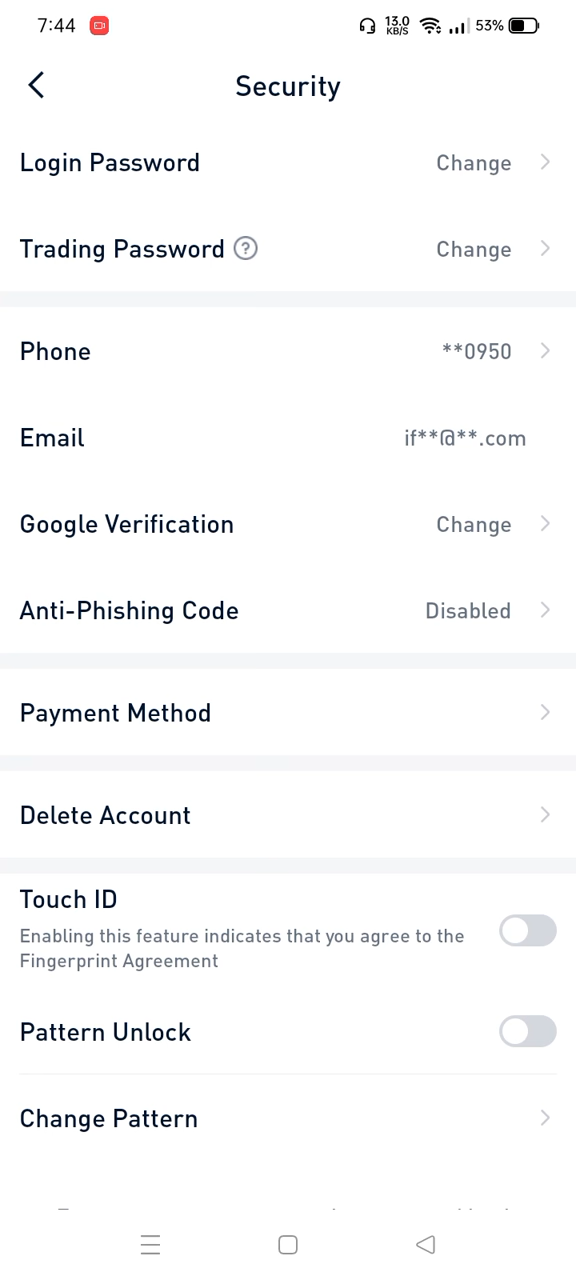 7:44
13.0
KB/S
53%
Security
Login Password Change
Trading Password ? Change
Phone **0950
Email if**@**.com
Google Verification Change
Anti-Phishing Code Disabled
Payment Method
Delete Account
Touch ID
Enabling this feature indicates that you agree to the
Fingerprint Agreement
Pattern Unlock
Change Pattern